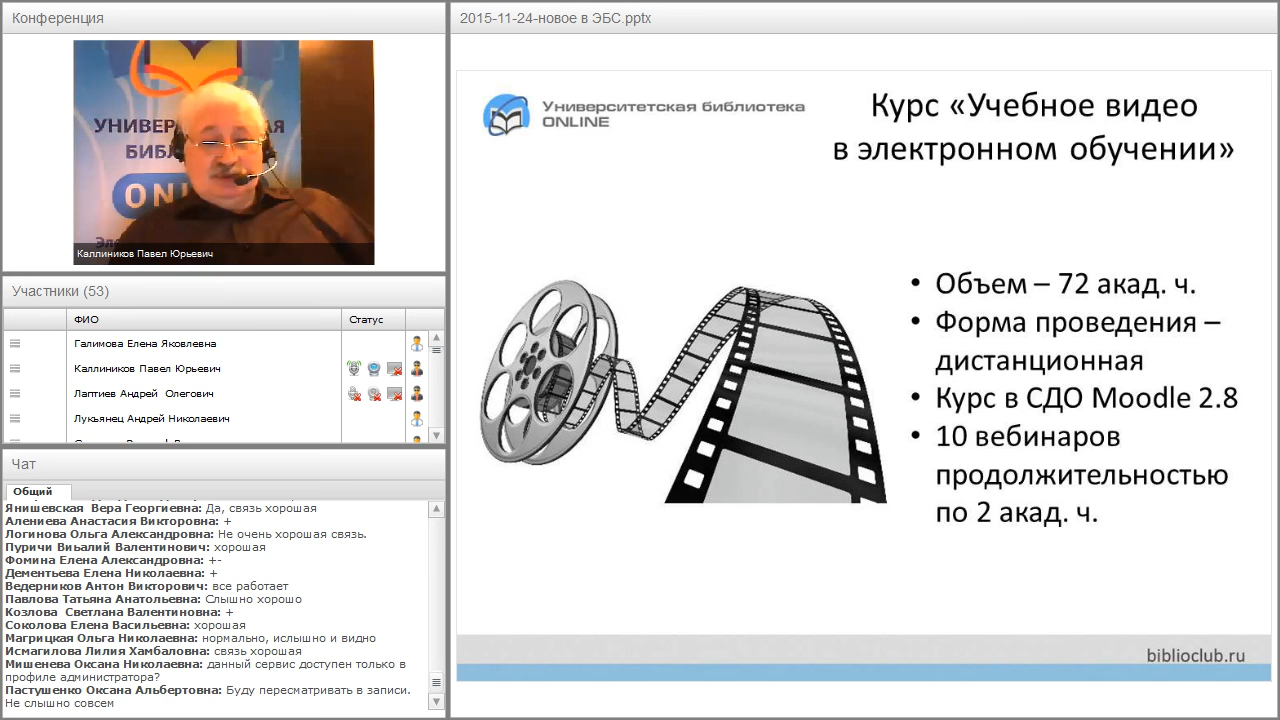 Конференция
УНИВЕР
БИБЛ
ON
Каллиников Павел Юрьевич
Участники (53)
ФИО
Статус
Галимова Елена Яковлевна
Каллиников Павел Юрьевич
Лаптиев Андрей Олегович
Лукьянец Андрей Николаевич
Чат
Общий
Янишевская Вера Георгиевна: Да, связь хорошая
Алениева Анастасия Викторовна: +
Логинова Ольга Александровна: Не очень хорошая связь.
Пуричи Виьалий Валентинович: хорошая
Фомина Елена Александровна: +-
Дементьева Елена Николаевна: +
Ведерников Антон Викторович: все работает
Павлова Татьяна Анатольевна: Слышно хорошо
Козлова Светлана Валентиновна: +
Соколова Елена Васильевна: хорошая
Магрицкая Ольга Николаевна: нормально, ислышно и видно
Исмагилова Лилия Хамбаловна: связь хорошая
Мишенева Оксана Николаевна: данный сервис доступен только в
профиле администратора?
Пастушенко Оксана Альбертовна: Буду пересматривать в записи.
Не слышно совсем
2015-11-24-новое в ЭБС.pptx
Университетская библиотека
ONLINE
Курс «Учебное видео
в электронном обучении»
• Объем – 72 акад. ч.
• Форма проведения –
дистанционная
• Курс в СДО Moodle 2.8
• 10 вебинаров
продолжительностью
по 2 акад. ч.
biblioclub.ru